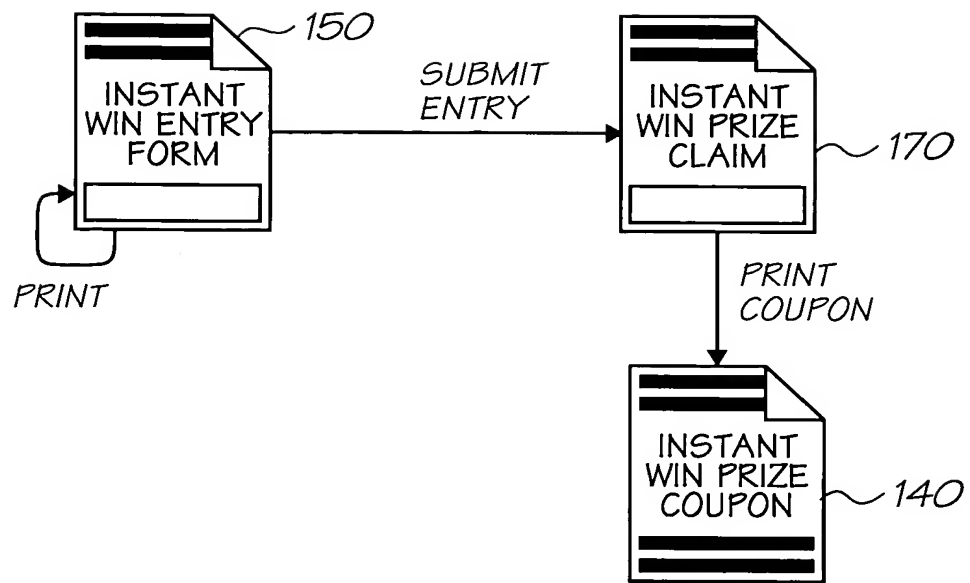 150
INSTANT
WIN ENTRY
FORM
PRINT
SUBMIT
ENTRY
INSTANT
WIN PRIZE
CLAIM
170
PRINT
COUPON
INSTANT
WIN PRIZE
COUPON
140